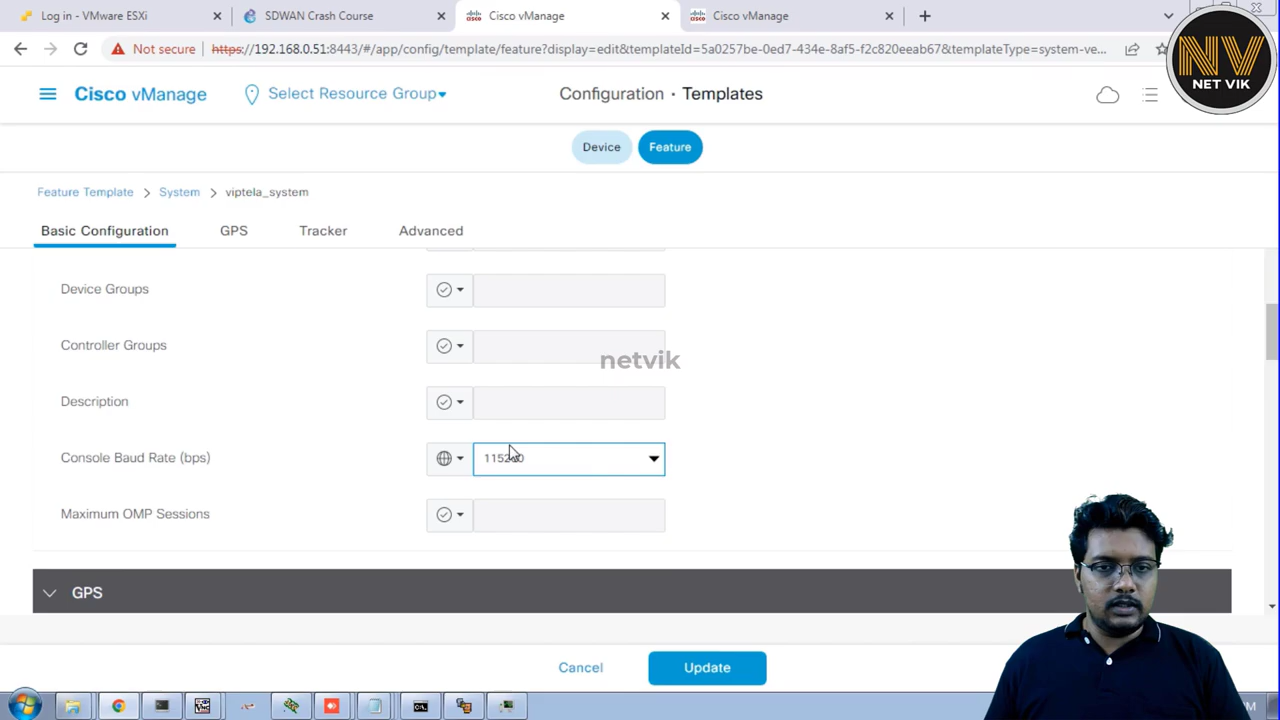 Log in - VMware ESXi
SDWAN Crash Course
Cisco vManage
Cisco vManage
NV
NET VIK
Not secure
https://192.168.0.51:8443/#/app/config/template/feature?display=edit&templateId=5a0257be-0ed7-434e-8af5-f2c820eeab67&templateType=system-ve...
Cisco vManage
Select Resource Group
Configuration · Templates
Device
Feature
Feature Template > System > viptela_system
Basic Configuration
GPS
Tracker
Advanced
Device Groups
Controller Groups
netvik
Description
Console Baud Rate (bps)
Maximum OMP Sessions
GPS
Cancel
Update